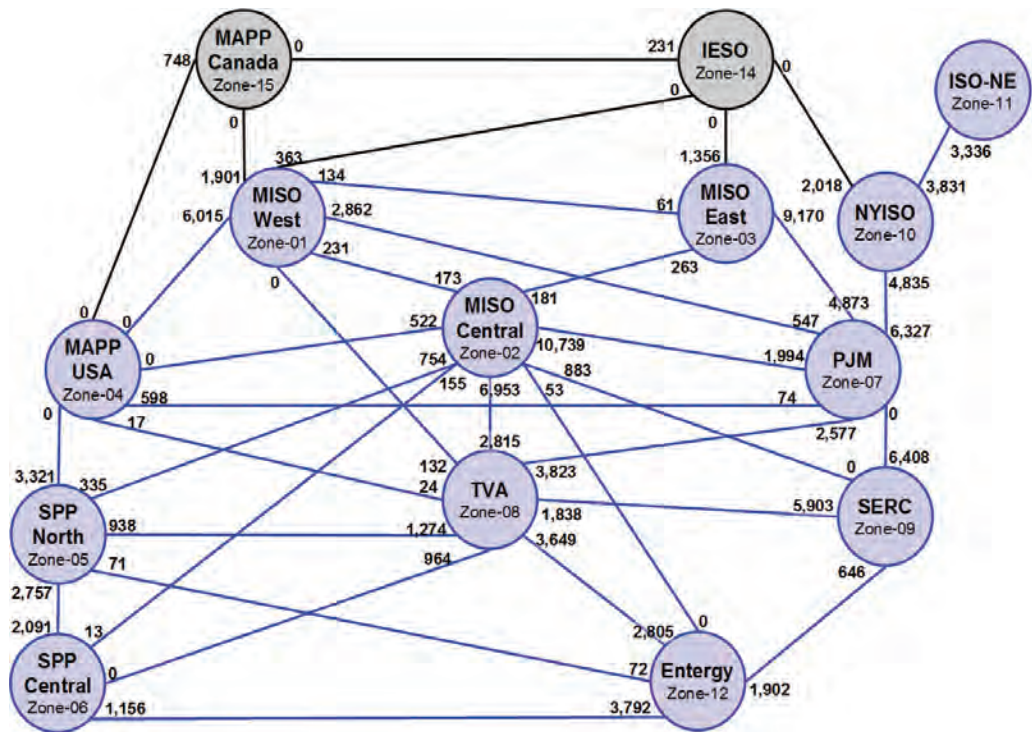 MAPP
Canada
Zone-15
748
0
0
231
IESO
Zone-14
0
0
0
ISO-NE
Zone-11
3,336
363
1,901
134
1,356
2,018
3,831
6,015
MISO
West
Zone-01
2,862
231
0
61
MISO
East
Zone-03
9,170
263
NYISO
Zone-10
4,835
173
181
MISO
Central
Zone-02
522
754
155
6,953
53
883
10,739
4,873
547
6,327
1,994
PJM
Zone-07
74
0
2,577
0
0
0
MAPP
USA
Zone-04
598
17
0
2,815
132
24
TVA
Zone-08
3,823
1,838
3,649
1,274
964
0
6,408
5,903
SERC
Zone-09
646
3,321
335
SPP
North
Zone-05
938
71
2,757
2,091
13
SPP
Central
Zone-06
0
1,156
0
2,805
72
Entergy
Zone-12
1,902
3,792